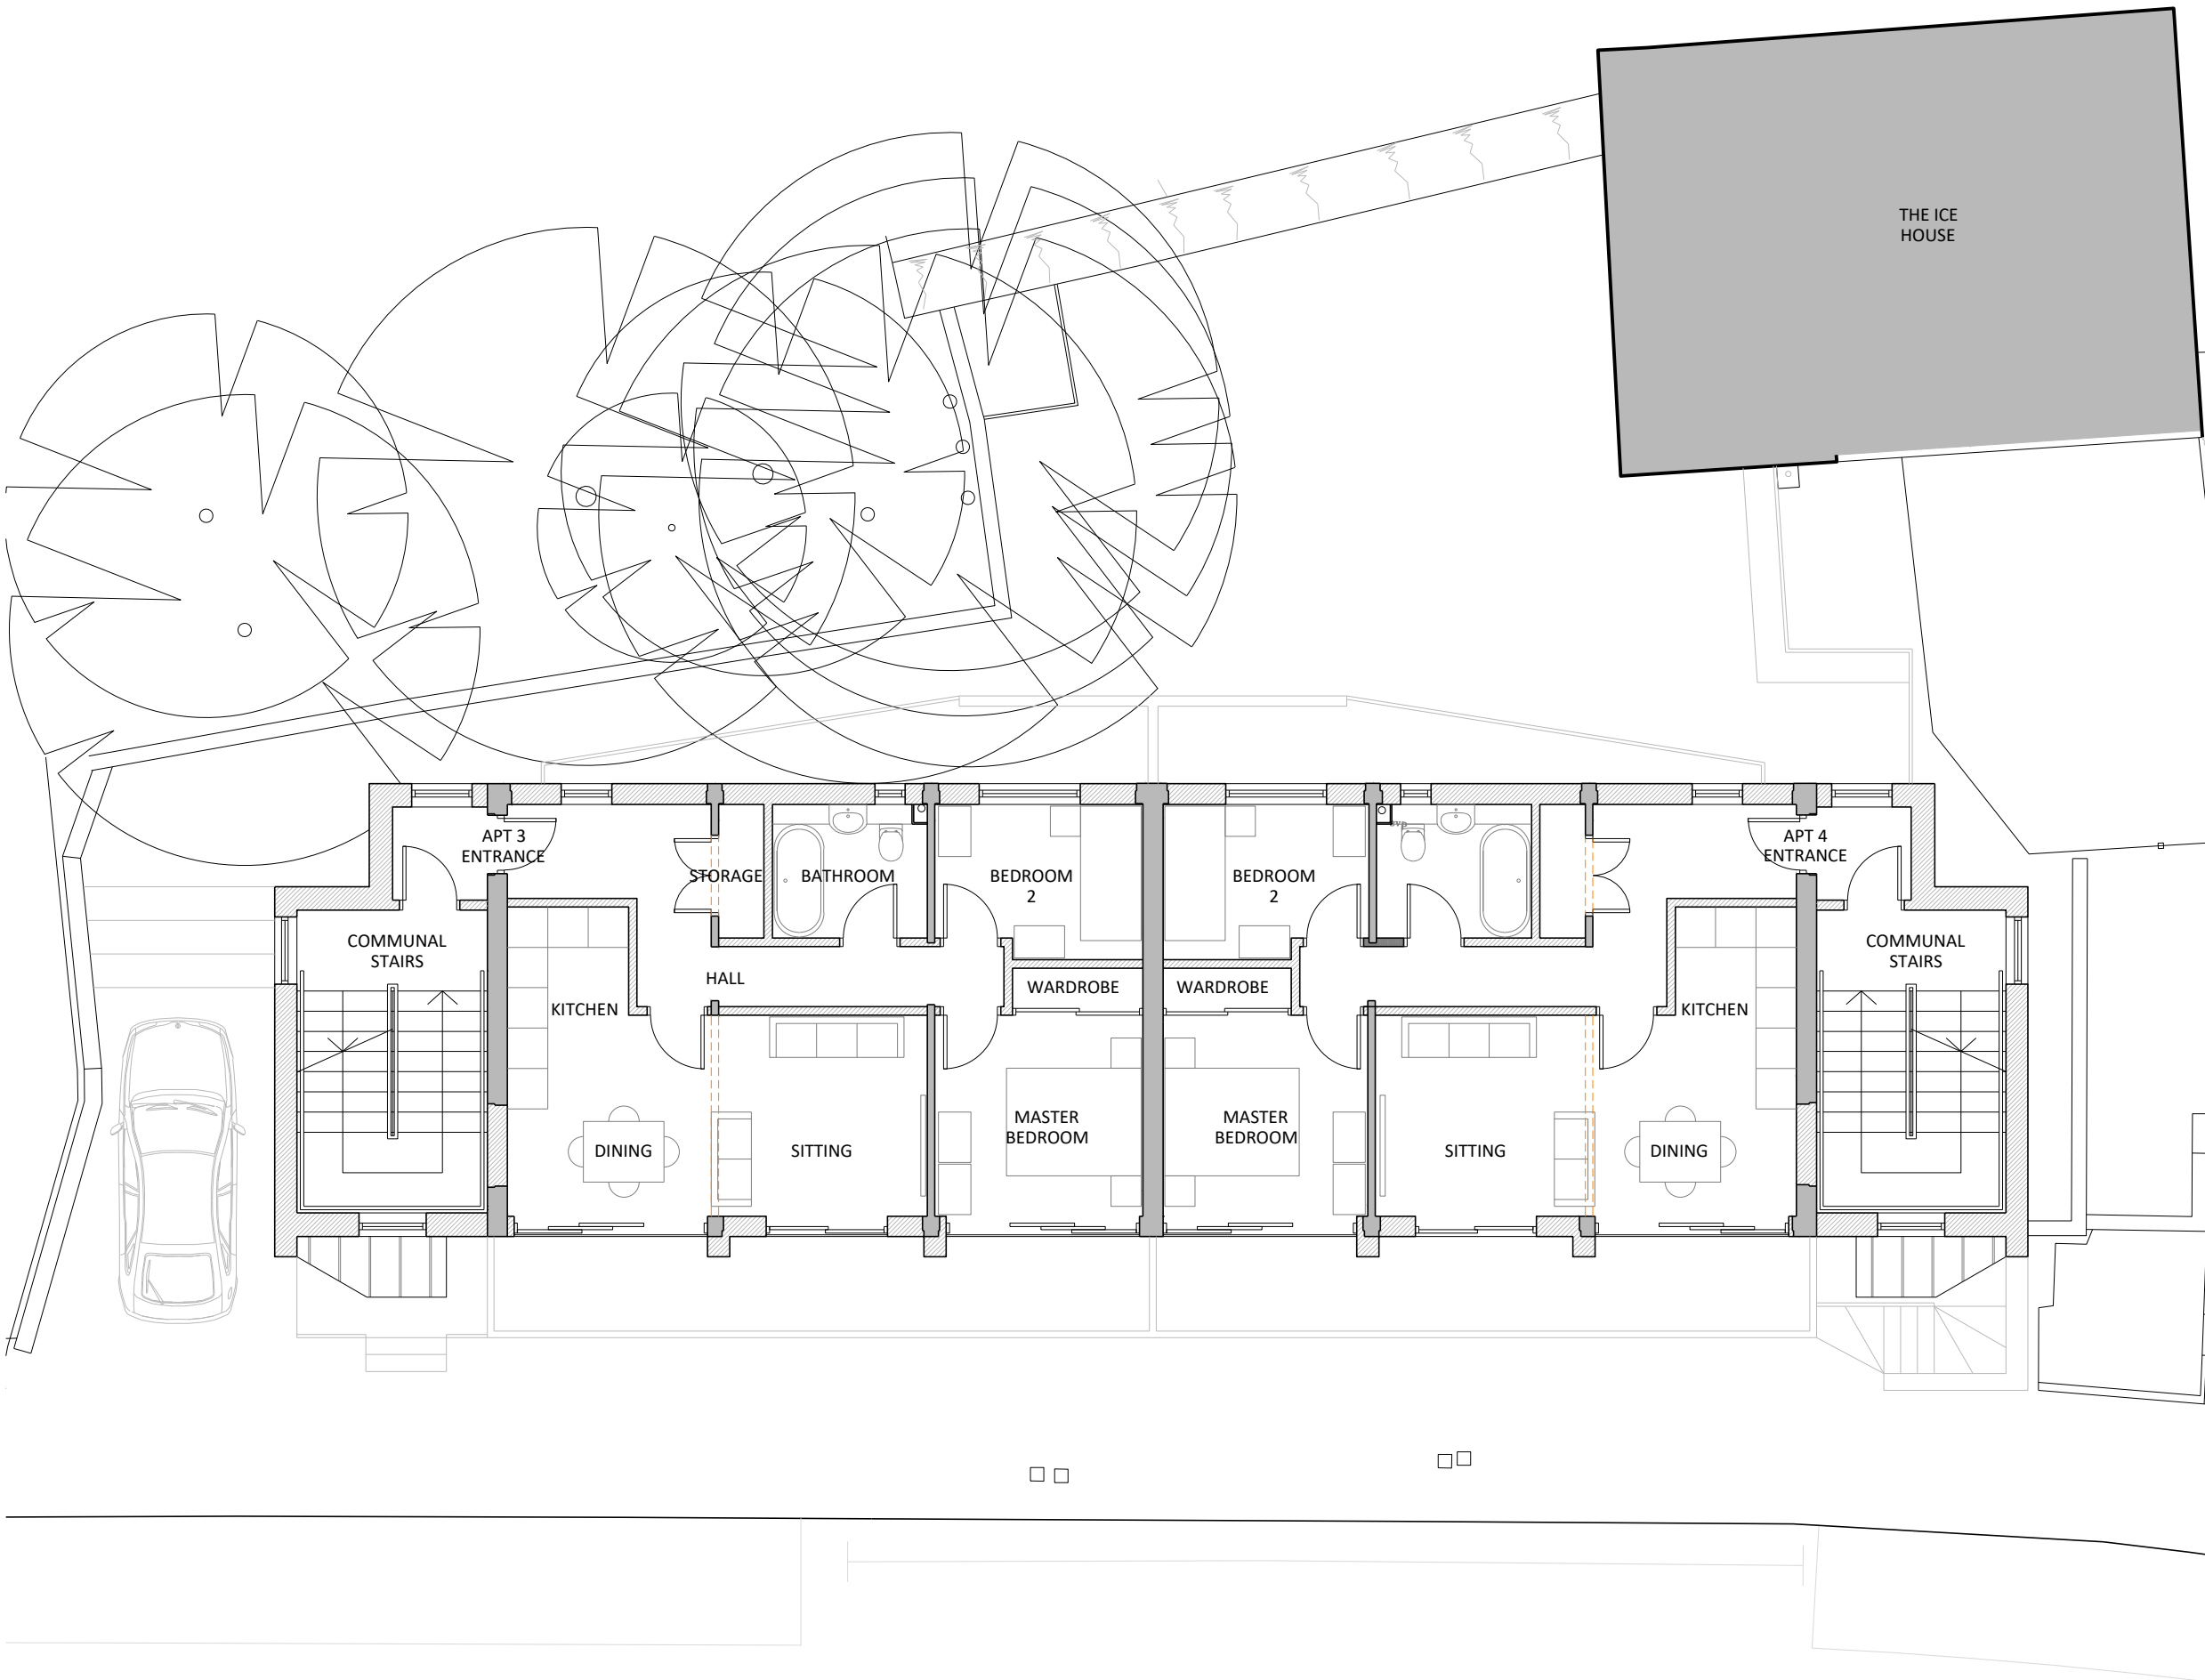 THE ICE
HOUSE
APT 3
ENTRANCE
STORAGE
BATHROOM
BEDROOM
2
BEDROOM
2
SVP
APT 4
ENTRANCE
COMMUNAL
STAIRS
HALL
KITCHEN
WARDROBE
WARDROBE
KITCHEN
COMMUNAL
STAIRS
DINING
SITTING
MASTER
BEDROOM
MASTER
BEDROOM
SITTING
DINING